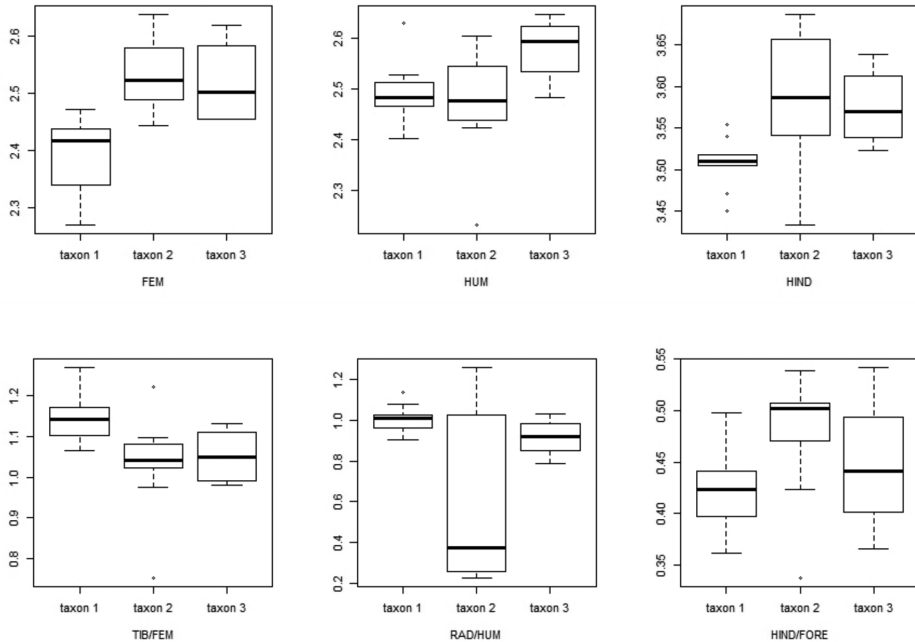 2.6
2.5
2.4
2.3
taxon 1 taxon 2 taxon 3
FEM
2.6
2.5
2.4
2.3
taxon 1 taxon 2 taxon 3
HUM
3.65
3.60
3.55
3.50
3.45
taxon 1 taxon 2 taxon 3
HIND
1.2
1.1
1.0
0.9
0.8
taxon 1 taxon 2 taxon 3
TIB/FEM
1.2
1.0
0.8
0.6
0.4
0.2
taxon 1 taxon 2 taxon 3
RAD/HUM
0.55
0.50
0.45
0.40
0.35
taxon 1 taxon 2 taxon 3
HIND/FORE